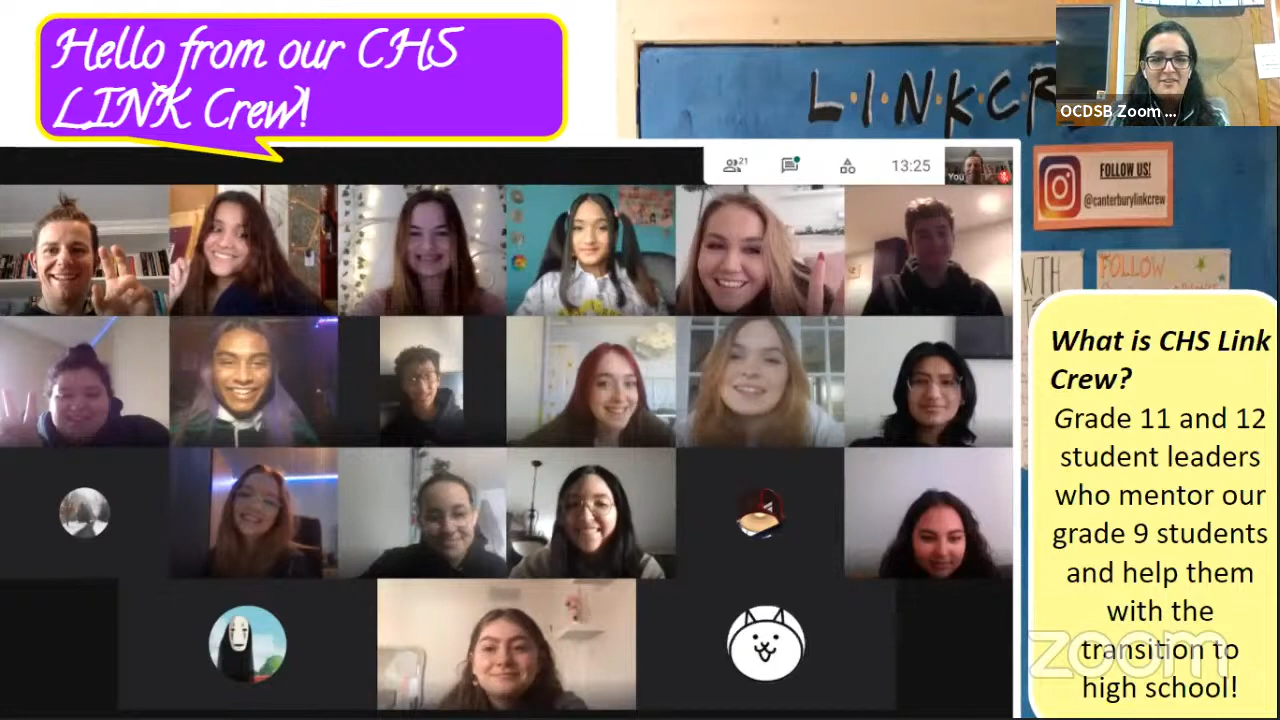 Hello from our CHS
LINK Crew!
LINKCR
OCDSB Zoom ...
21
13:25
You
FOLLOW US!
@canterburylinkcrew
WTH
FOLLOW
What is CHS Link
Crew?
Grade 11 and 12
student leaders
who mentor our
grade 9 students
and help them
with the
transition to
high school!
zoom